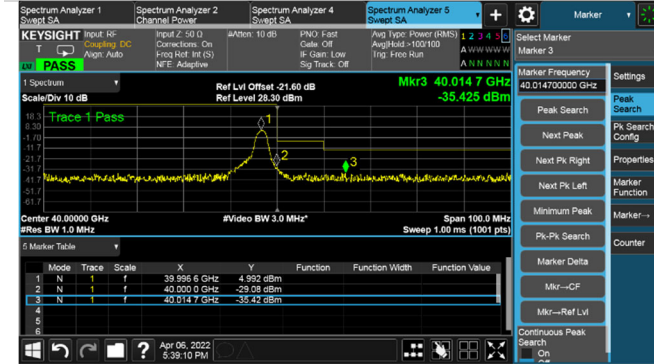 Spectrum Analyzer 1
Swept SA
Spectrum Analyzer 2
Channel Power
Spectrum Analyzer 4
Swept SA
Spectrum Analyzer 5
Swept SA
+
Marker
KEYSIGHT
T
LXI
PASS
Input: RF
Coupling: DC
Align: Auto
Input Z: 50 Ω
Corrections: On
Freq Ref: Int (S)
NFE: Adaptive
#Atten: 10 dB
PNO: Fast
Gate: Off
IF Gain: Low
Sig Track: Off
Avg Type: Power (RMS)
Avg|Hold >100/100
Trig: Free Run
1 2 3 4 5 6
A W W W W W
A N N N N N
Select Marker
Marker 3
1 Spectrum
Scale/Div 10 dB
Ref Lvl Offset -21.60 dB
Ref Level 28.30 dBm
Mkr3 40.014 7 GHz
-35.425 dBm
Trace 1 Pass
18.3
8.30
-1.70
-11.7
-21.7
-31.7
-41.7
-51.7
-61.7
1
2
3
Center 40.00000 GHz
#Res BW 1.0 MHz
#Video BW 3.0 MHz*
Span 100.0 MHz
Sweep 1.00 ms (1001 pts)
5 Marker Table
Mode Trace Scale X Y Function Function Width Function Value
1 N 1 f 39.996 6 GHz 4.992 dBm
2 N 1 f 40.000 0 GHz -29.08 dBm
3 N 1 f 40.014 7 GHz -35.42 dBm
4
5
6
?
Apr 06, 2022
5:39:10 PM
Marker Frequency
40.014700000 GHz
Peak Search
Next Peak
Next Pk Right
Next Pk Left
Minimum Peak
Pk-Pk Search
Marker Delta
Mkr→CF
Mkr→Ref Lvl
Continuous Peak
Search
On
Off
Settings
Peak
Search
Pk Search
Config
Properties
Marker
Function
Marker→
Counter